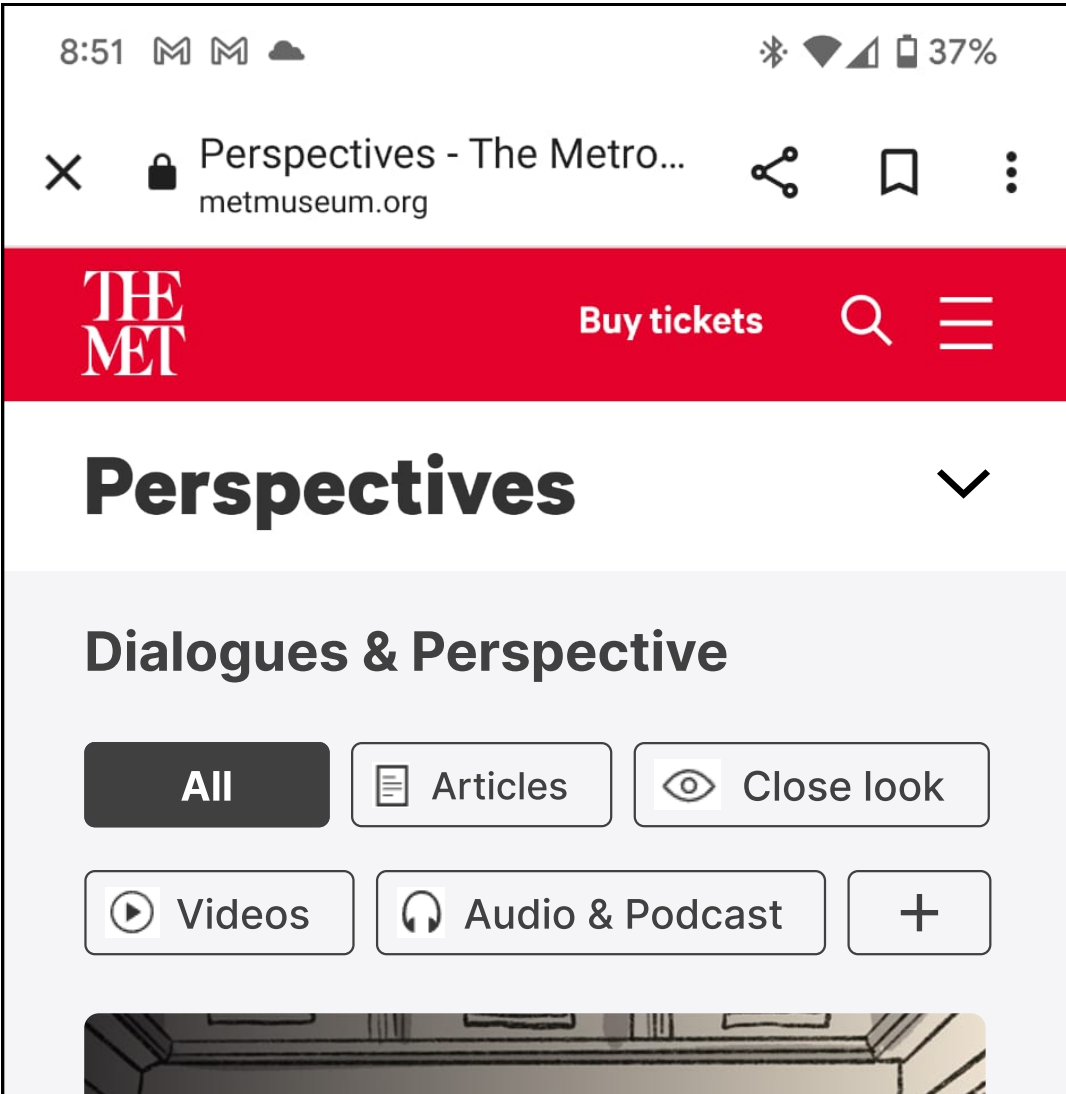 8:51 37%
Perspectives - The Metro...
metmuseum.org
THE
MET
Buy tickets
Perspectives
Dialogues & Perspective
All Articles Close look
Videos Audio & Podcast +